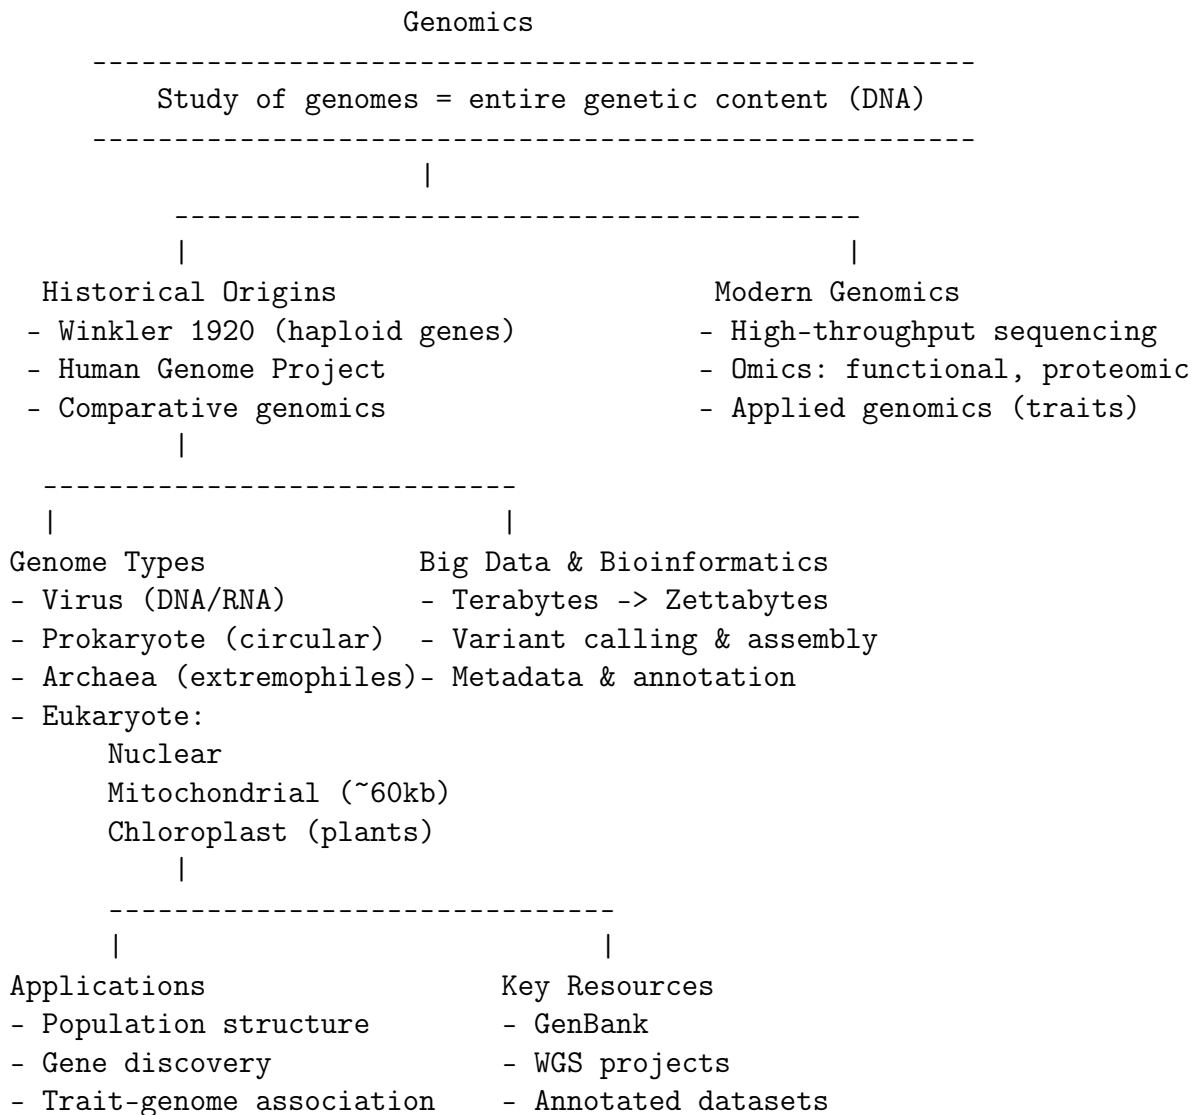 Genomics
------------------------------------------------------
Study of genomes = entire genetic content (DNA)
------------------------------------------------------
|
------------------------------------------
| |
Historical Origins Modern Genomics
- Winkler 1920 (haploid genes) - High-throughput sequencing
- Human Genome Project - Omics: functional, proteomic
- Comparative genomics - Applied genomics (traits)
|
-----------------------------
| |
Genome Types Big Data & Bioinformatics
- Virus (DNA/RNA) - Terabytes -> Zettabytes
- Prokaryote (circular) - Variant calling & assembly
- Archaea (extremophiles)- Metadata & annotation
- Eukaryote:
Nuclear
Mitochondrial (~60kb)
Chloroplast (plants)
|
-------------------------------
| |
Applications Key Resources
- Population structure - GenBank
- Gene discovery - WGS projects
- Trait-genome association - Annotated datasets